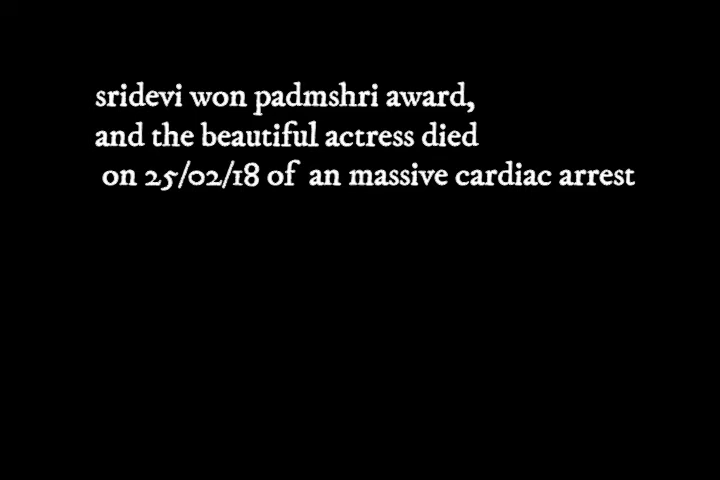 sridevi won padmshri award,
and the beautiful actress died
on 25/02/18 of an massive cardiac arrest